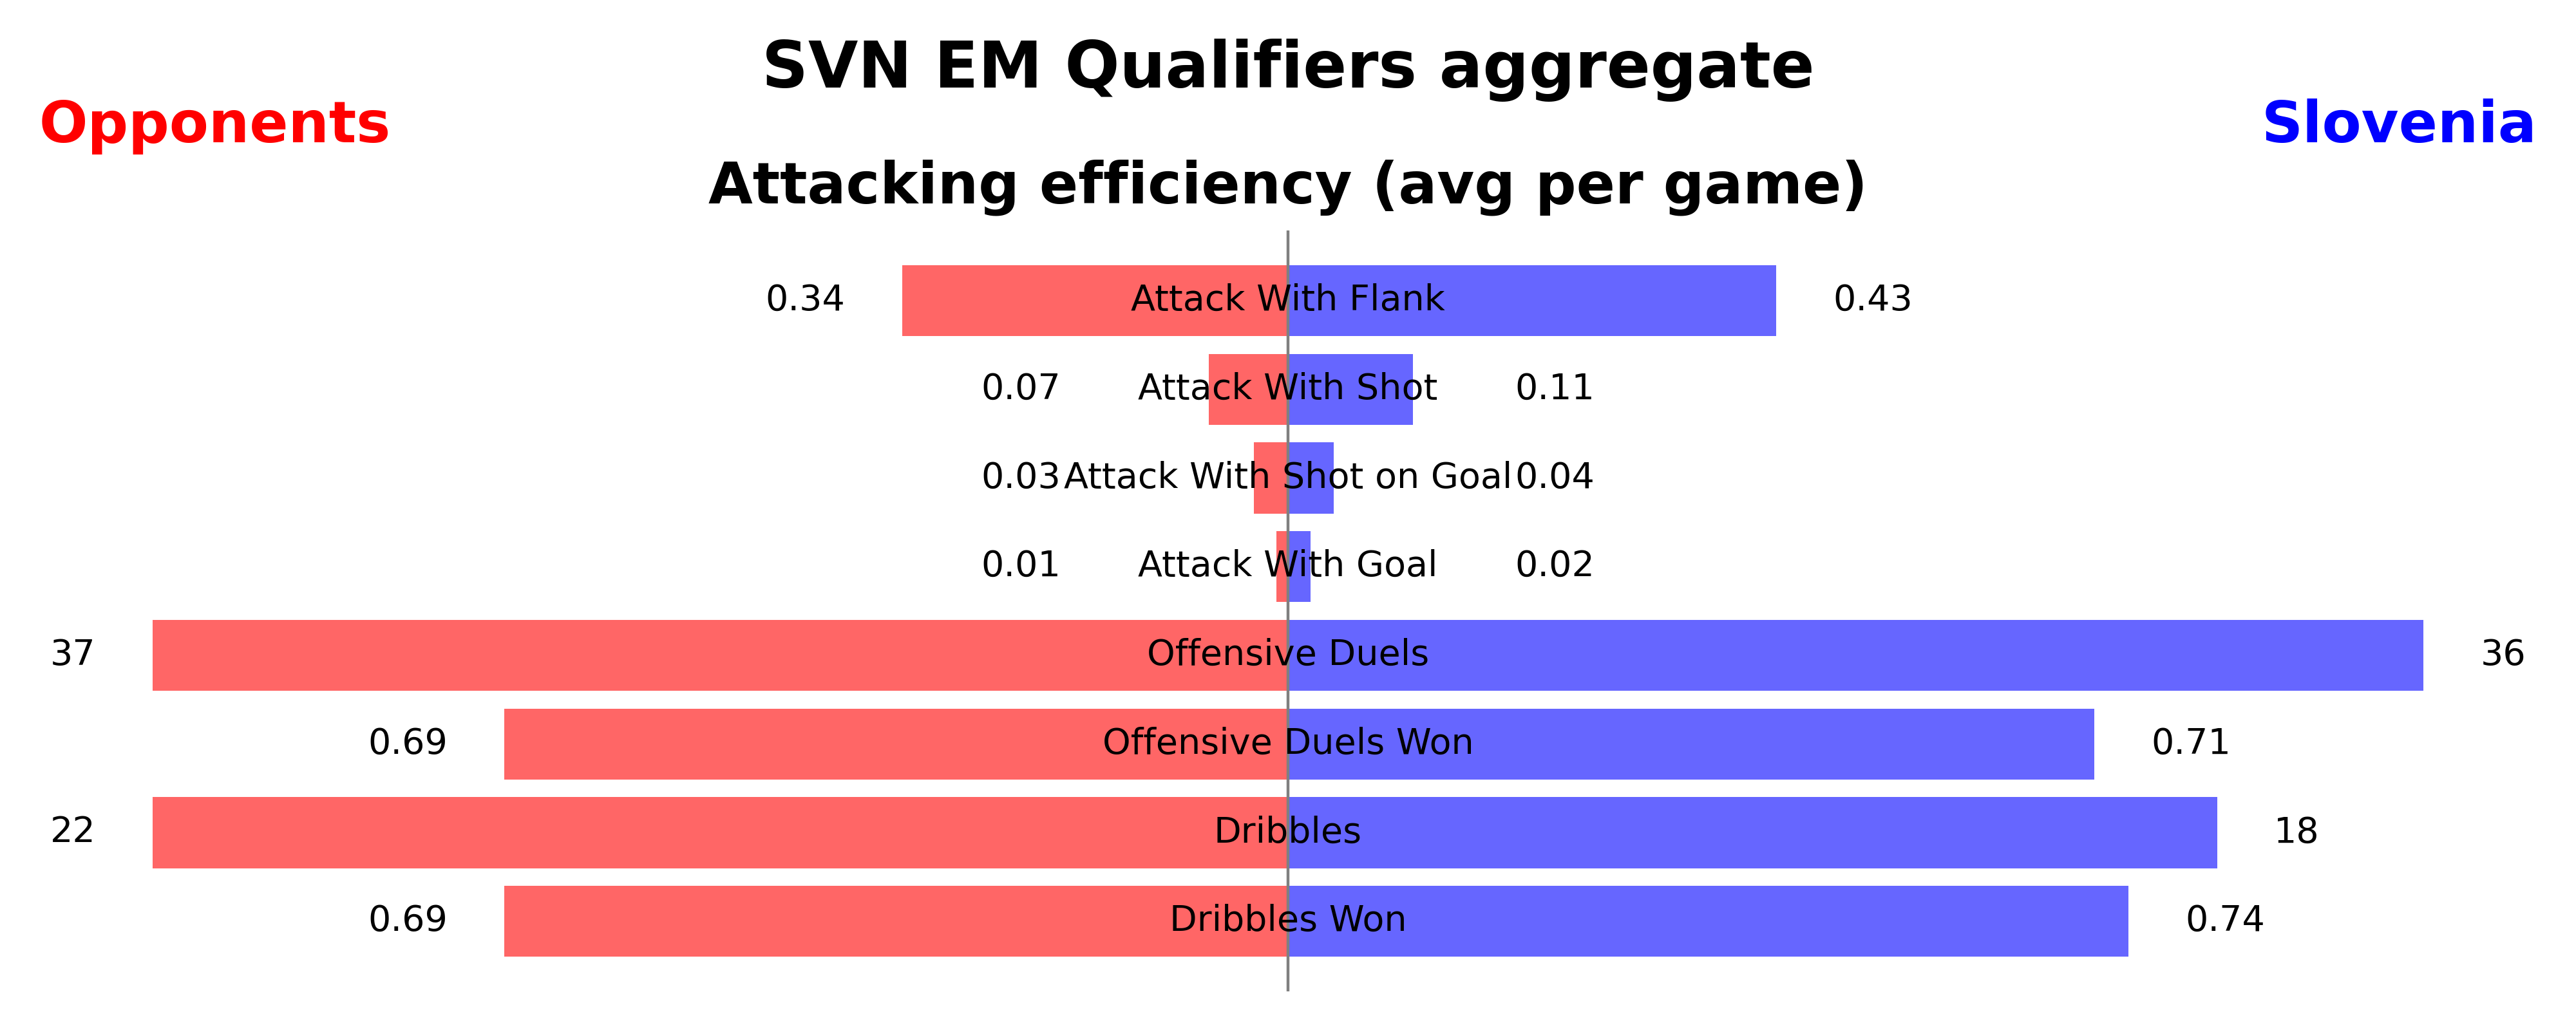 SVN EM Qualifiers aggregate
Opponents
Slovenia
Attacking efficiency (avg per game)
0.34 Attack With Flank 0.43
0.07 Attack With Shot 0.11
0.03 Attack With Shot on Goal 0.04
0.01 Attack With Goal 0.02
37 Offensive Duels 36
0.69 Offensive Duels Won 0.71
22 Dribbles 18
0.69 Dribbles Won 0.74